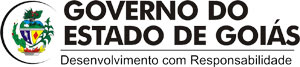 GOVERNO DO
ESTADO DE GOIÁS
Desenvolvimento com Responsabilidade